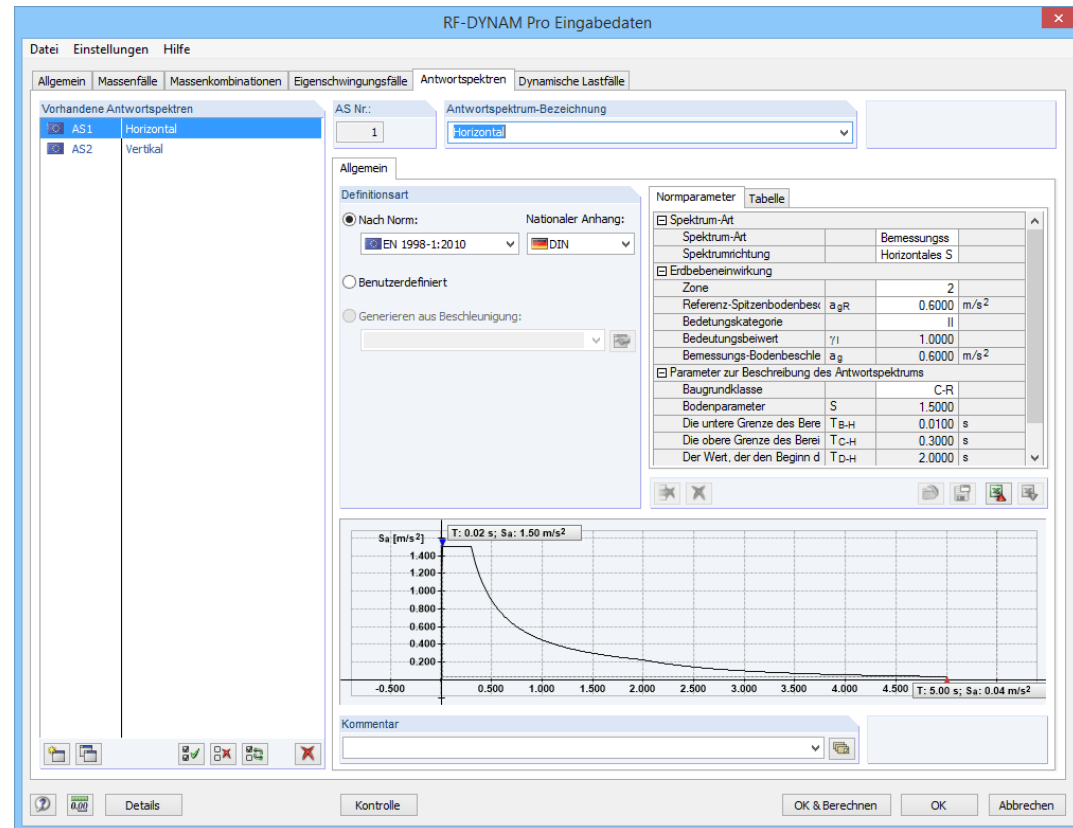 RF-DYNAM Pro Eingabedaten
Datei Einstellungen Hilfe
Allgemein Massenfälle Massenkombinationen Eigenschwingungsfälle Antwortspektren Dynamische Lastfälle
Vorhandene Antwortspektren
AS1 Horizontal
AS2 Vertikal
AS Nr.:
1
Antwortspektrum-Bezeichnung
Horizontal
Allgemein
Definitionsart
Nach Norm: Nationaler Anhang:
EN 1998-1:2010 DIN
Benutzerdefiniert
Generieren aus Beschleunigung:
Normparameter Tabelle
Spektrum-Art
Spektrum-Art Bemessungss
Spektrumrichtung Horizontales S
Erdbebeneinwirkung
Zone 2
Referenz-Spitzenbodenbesc agR 0.6000 m/s²
Bedetungskategorie II
Bedeutungsbeiwert γI 1.0000
Bemessungs-Bodenbeschle ag 0.6000 m/s²
Parameter zur Beschreibung des Antwortspektrums
Baugrundklasse C-R
Bodenparameter S 1.5000
Die untere Grenze des Bere TB-H 0.0100 s
Die obere Grenze des Berei TC-H 0.3000 s
Der Wert, der den Beginn d TD-H 2.0000 s
Sa [m/s²]
T: 0.02 s; Sa: 1.50 m/s²
1.400
1.200
1.000
0.800
0.600
0.400
0.200
-0.500 0.500 1.000 1.500 2.000 2.500 3.000 3.500 4.000 4.500
T: 5.00 s; Sa: 0.04 m/s²
Kommentar
0.00 Details Kontrolle OK & Berechnen OK Abbrechen